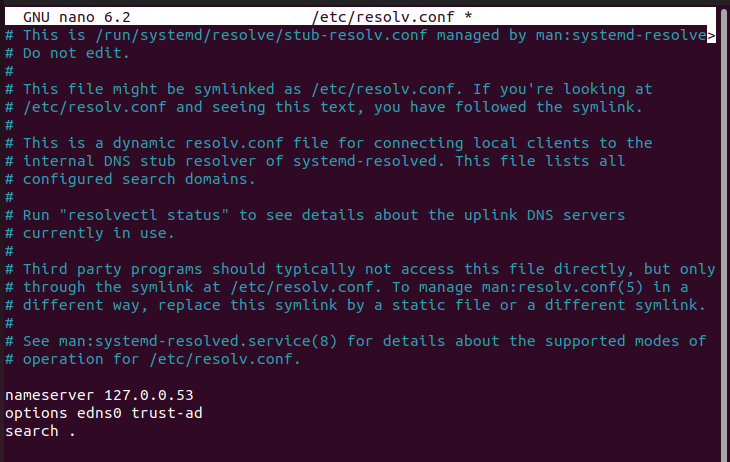 GNU nano 6.2 /etc/resolv.conf *
# This is /run/systemd/resolve/stub-resolv.conf managed by man:systemd-resolve>
# Do not edit.
#
# This file might be symlinked as /etc/resolv.conf. If you're looking at
# /etc/resolv.conf and seeing this text, you have followed the symlink.
#
# This is a dynamic resolv.conf file for connecting local clients to the
# internal DNS stub resolver of systemd-resolved. This file lists all
# configured search domains.
#
# Run "resolvectl status" to see details about the uplink DNS servers
# currently in use.
#
# Third party programs should typically not access this file directly, but only
# through the symlink at /etc/resolv.conf. To manage man:resolv.conf(5) in a
# different way, replace this symlink by a static file or a different symlink.
#
# See man:systemd-resolved.service(8) for details about the supported modes of
# operation for /etc/resolv.conf.
nameserver 127.0.0.53
options edns0 trust-ad
search .